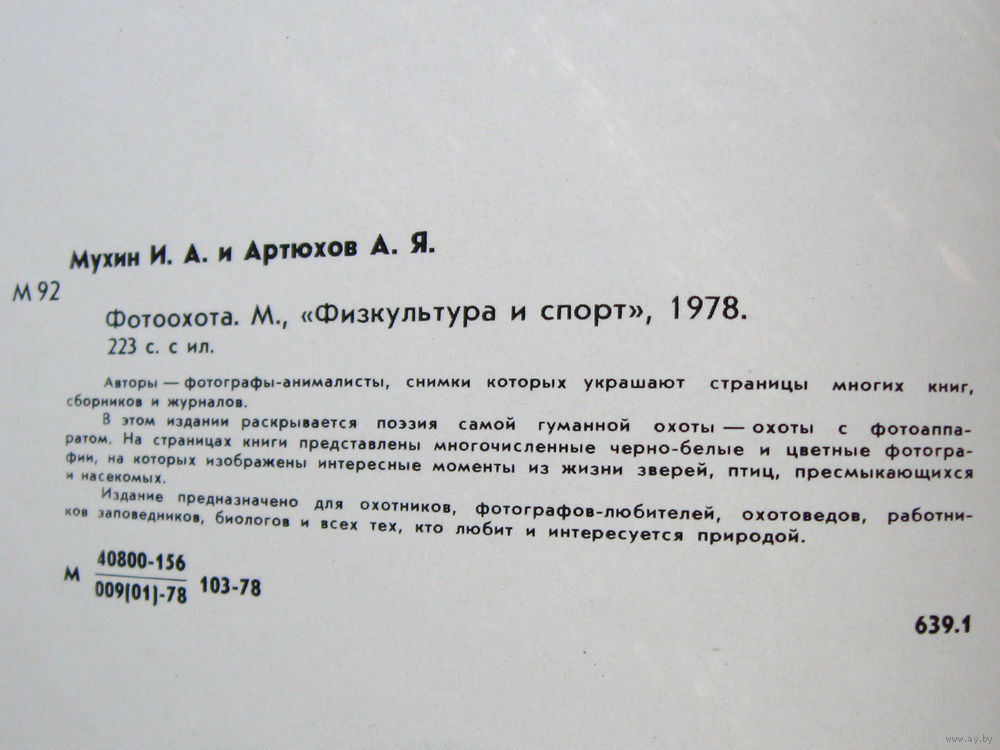 Мухин И. А. и Артюхов А. Я.
М 92
Фотоохота. М., «Физкультура и спорт», 1978.
223 с. с ил.
Авторы — фотографы-анималисты, снимки которых украшают страницы многих книг,
сборников и журналов.
В этом издании раскрывается поэзия самой гуманной охоты — охоты с фотоаппа-
ратом. На страницах книги представлены многочисленные черно-белые и цветные фотогра-
фии, на которых изображены интересные моменты из жизни зверей, птиц, пресмыкающихся
и насекомых.
Издание предназначено для охотников, фотографов-любителей, охотоведов, работни-
ков заповедников, биологов и всех тех, кто любит и интересуется природой.
40800-156
М 103-78
009(01)-78
639.1
www.ay.by